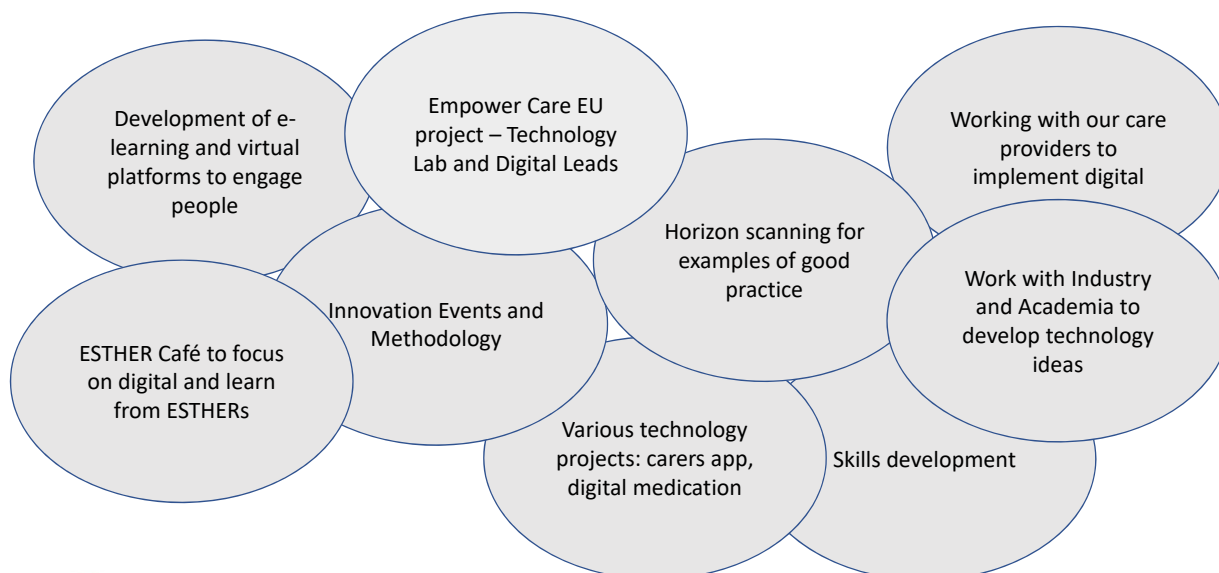 Development of e-
learning and virtual
platforms to engage
people
Empower Care EU
project – Technology
Lab and Digital Leads
Working with our care
providers to
implement digital
Horizon scanning for
examples of good
practice
Innovation Events and
Methodology
Work with Industry
and Academia to
develop technology
ideas
ESTHER Café to focus
on digital and learn
from ESTHERs
Various technology
projects: carers app,
digital medication
Skills development